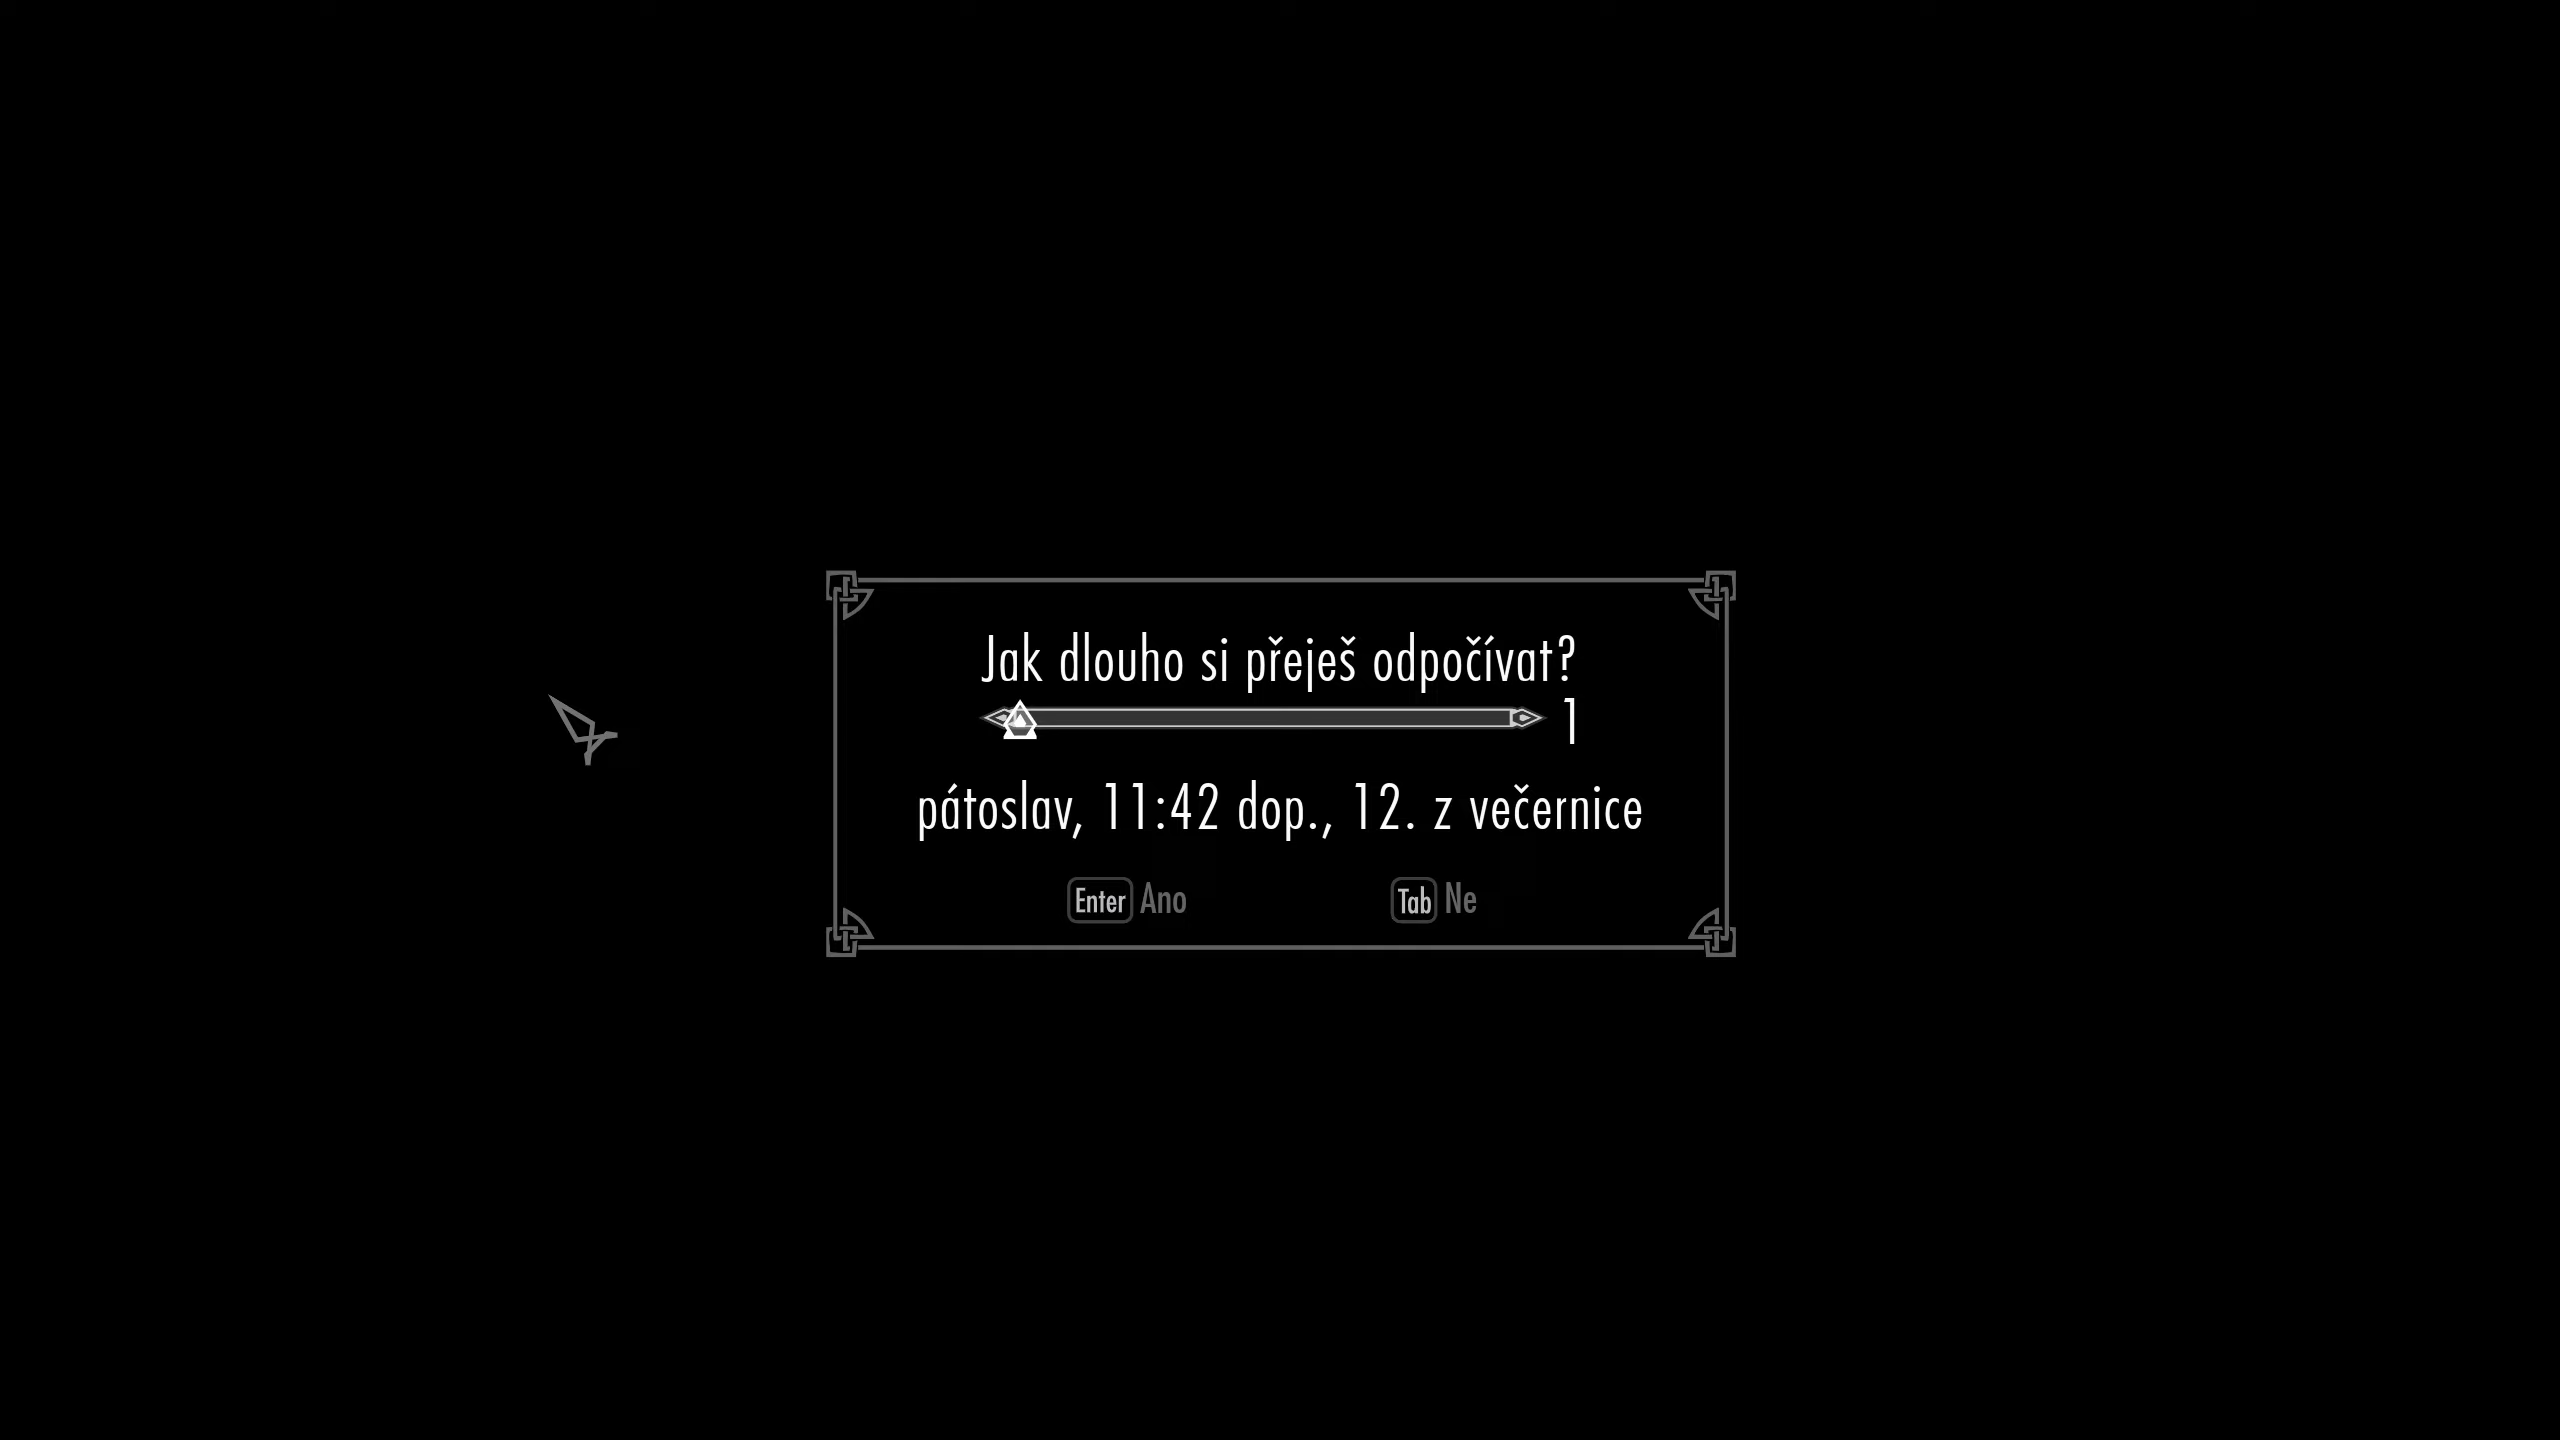 Jak dlouho si přeješ odpočívat?
1
pátoslav, 11:42 dop., 12. z večernice
Enter Ano Tab Ne